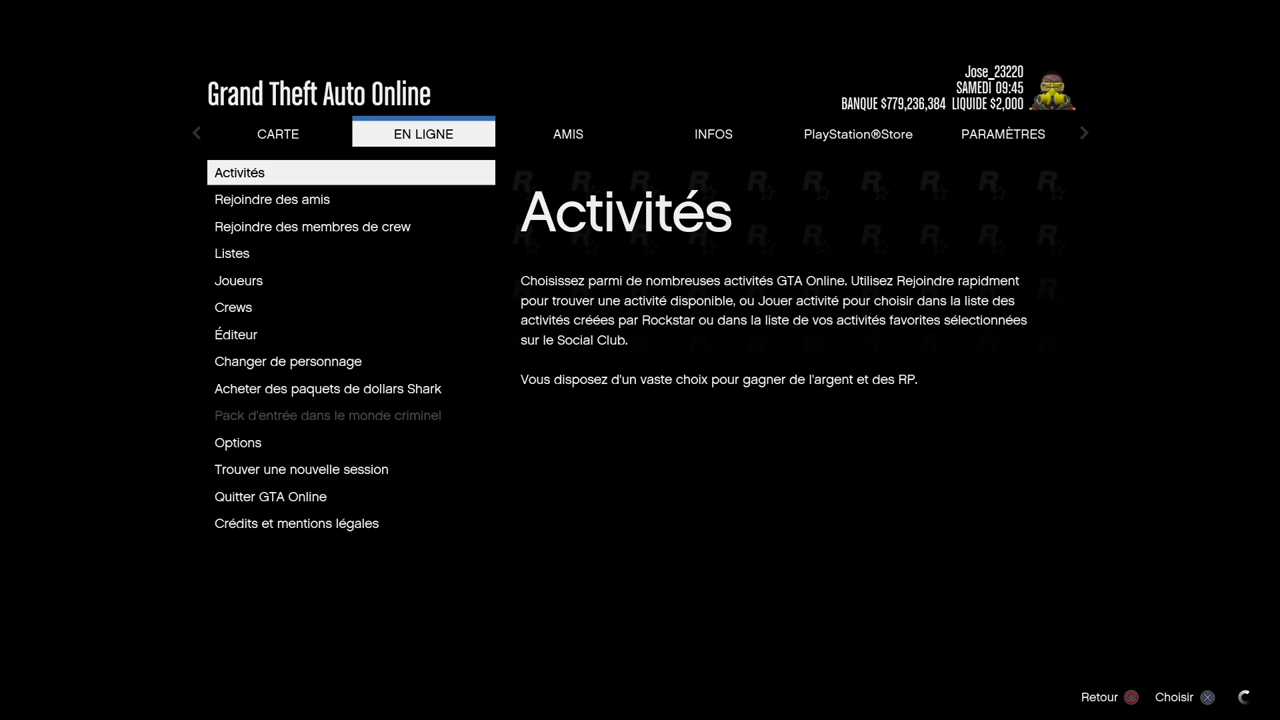 Grand Theft Auto Online
Jose_23220
SAMEDI 09:45
BANQUE $779,236,384 LIQUIDE $2,000
CARTE EN LIGNE AMIS INFOS PlayStation®Store PARAMÈTRES
Activités
Rejoindre des amis
Rejoindre des membres de crew
Listes
Joueurs
Crews
Éditeur
Changer de personnage
Acheter des paquets de dollars Shark
Pack d'entrée dans le monde criminel
Options
Trouver une nouvelle session
Quitter GTA Online
Crédits et mentions légales
Activités
Choisissez parmi de nombreuses activités GTA Online. Utilisez Rejoindre rapidment
pour trouver une activité disponible, ou Jouer activité pour choisir dans la liste des
activités créées par Rockstar ou dans la liste de vos activités favorites sélectionnées
sur le Social Club.
Vous disposez d'un vaste choix pour gagner de l'argent et des RP.
Retour Choisir